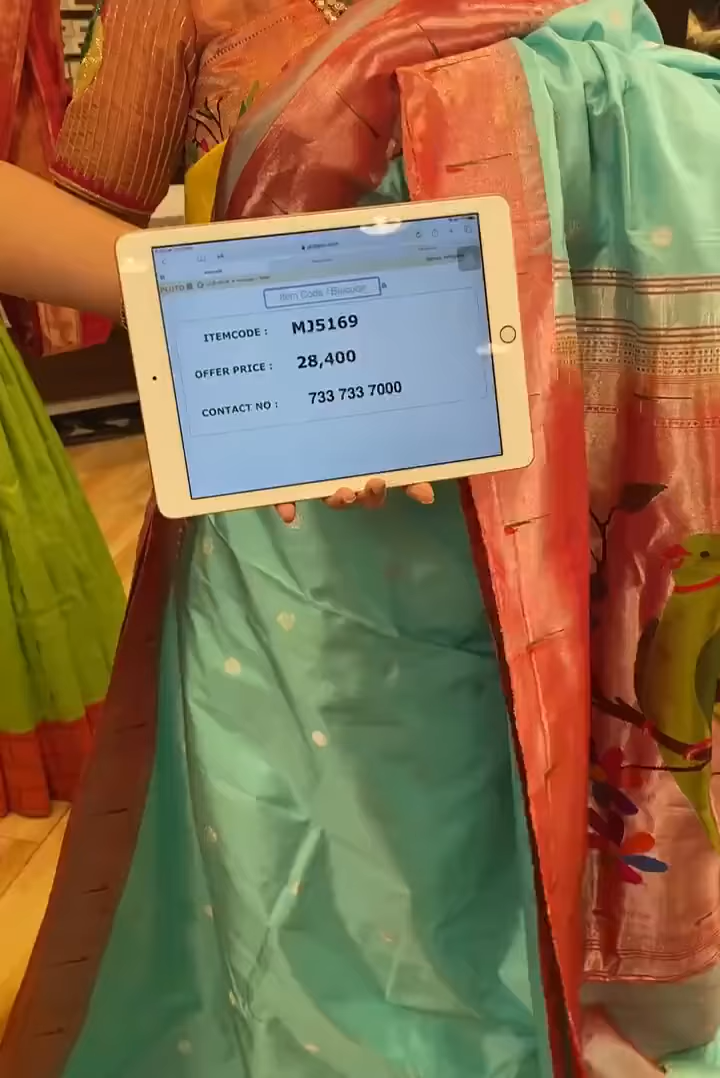 Item Code / Barcode
ITEMCODE : MJ5169
OFFER PRICE : 28,400
CONTACT NO : 733 733 7000